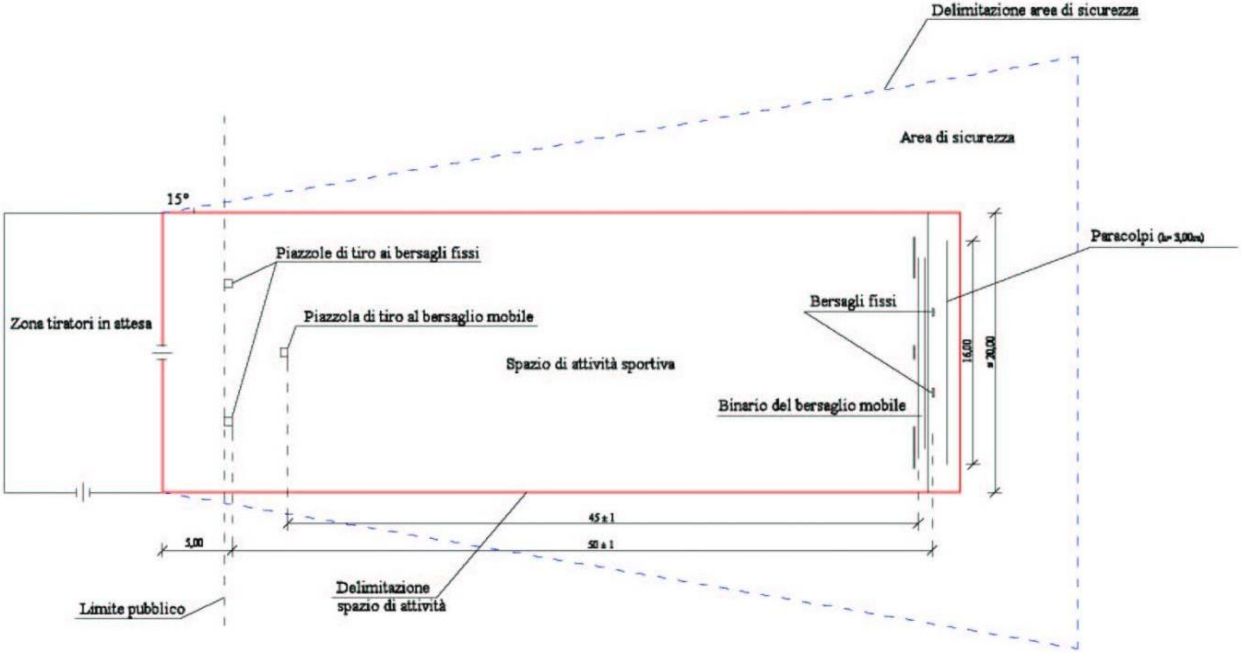 Delimitazione area di sicurezza
Area di sicurezza
15°
Paracolpi (h= 3,00m)
Piazzole di tiro ai bersagli fissi
Bersagli fissi
Zona tiratori in attesa
Piazzola di tiro al bersaglio mobile
16,00
Spazio di attività sportiva
Binario del bersaglio mobile
45 ± 1
5,00
50 ± 1
Delimitazione
spazio di attività
Limite pubblico